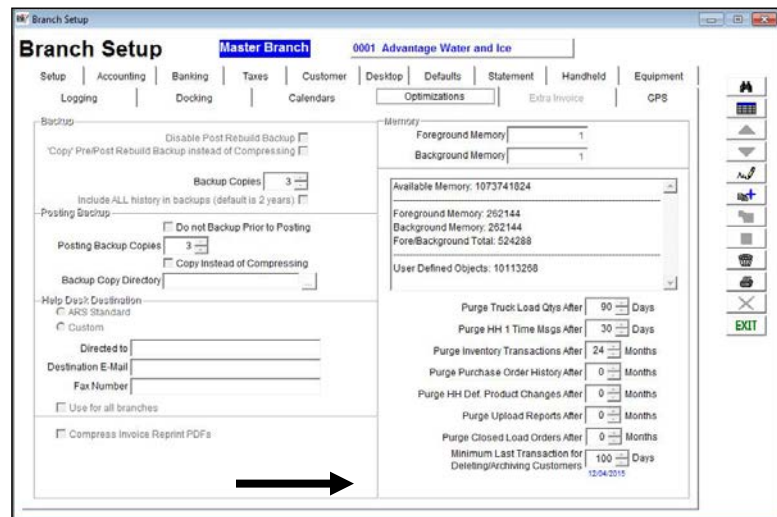 Branch Setup
Branch Setup Master Branch 0001 Advantage Water and Ice
Setup Accounting Banking Taxes Customer Desktop Defaults Statement Handheld Equipment
Logging Docking Calendars Optimizations Extra Invoice GPS
Backup
Disable Post Rebuild Backup
'Copy' Pre/Post Rebuild Backup instead of Compressing
Backup Copies 3
Include ALL history in backups (default is 2 years)
Posting Backup
Do not Backup Prior to Posting
Posting Backup Copies 3
Copy Instead of Compressing
Backup Copy Directory ...
Help Desk Destination
ARS Standard
Custom
Directed to
Destination E-Mail
Fax Number
Use for all branches
Compress Invoice Reprint PDFs
Memory
Foreground Memory 1
Background Memory 1
Available Memory: 1073741824
Foreground Memory: 262144
Background Memory: 262144
Fore/Background Total: 524288
User Defined Objects: 10113268
Purge Truck Load Qtys After 90 Days
Purge HH 1 Time Msgs After 30 Days
Purge Inventory Transactions After 24 Months
Purge Purchase Order History After 0 Months
Purge HH Def. Product Changes After 0 Months
Purge Upload Reports After 0 Months
Purge Closed Load Orders After 0 Months
Minimum Last Transaction for
Deleting/Archiving Customers 100 Days
12/04/2015
EXIT